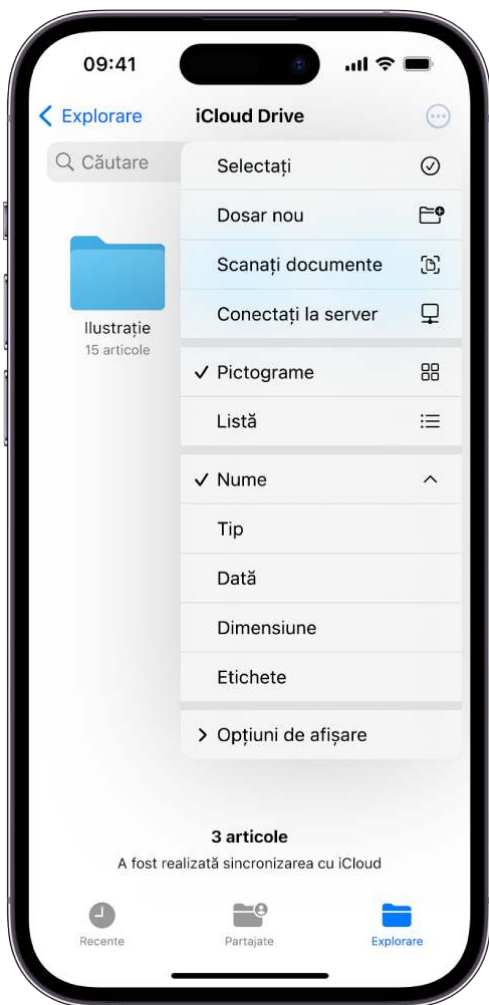 09:41
Explorare
iCloud Drive
Căutare
Selectați
Dosar nou
Scanați documente
Conectați la server
Ilustrație
15 articole
Pictograme
Listă
Nume
Tip
Dată
Dimensiune
Etichete
Opțiuni de afișare
3 articole
A fost realizată sincronizarea cu iCloud
Recente
Partajate
Explorare